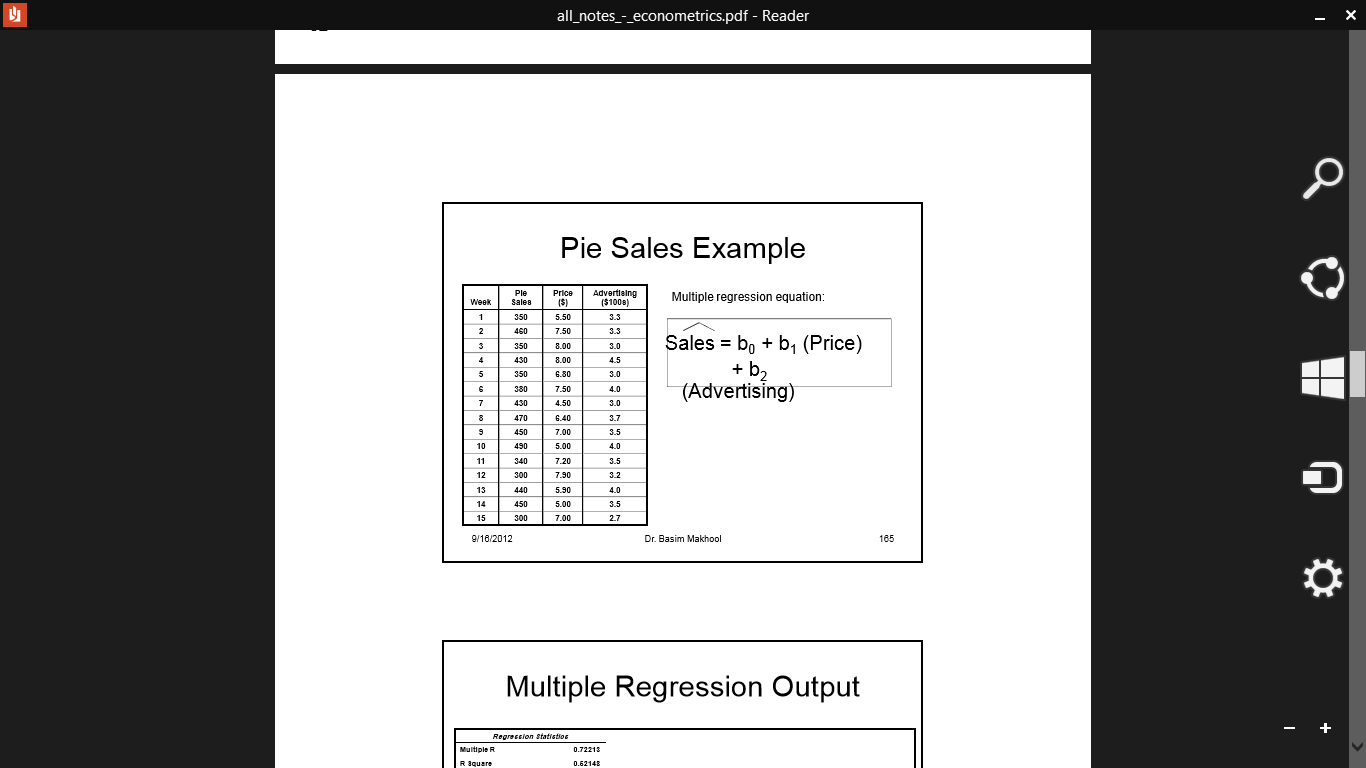 all_notes_-_econometrics.pdf - Reader
Pie Sales Example
Week Pie Sales Price ($) Advertising ($100s)
1 350 5.50 3.3
2 460 7.50 3.3
3 350 8.00 3.0
4 430 8.00 4.5
5 350 6.80 3.0
6 380 7.50 4.0
7 430 4.50 3.0
8 470 6.40 3.7
9 450 7.00 3.5
10 490 5.00 4.0
11 340 7.20 3.5
12 300 7.90 3.2
13 440 5.90 4.0
14 450 5.00 3.5
15 300 7.00 2.7
Multiple regression equation:
Sales = b0 + b1 (Price)
+ b2
(Advertising)
9/16/2012 Dr. Basim Makhool 165
Multiple Regression Output
Regression Statistics
Multiple R 0.72213
R Square 0.52148